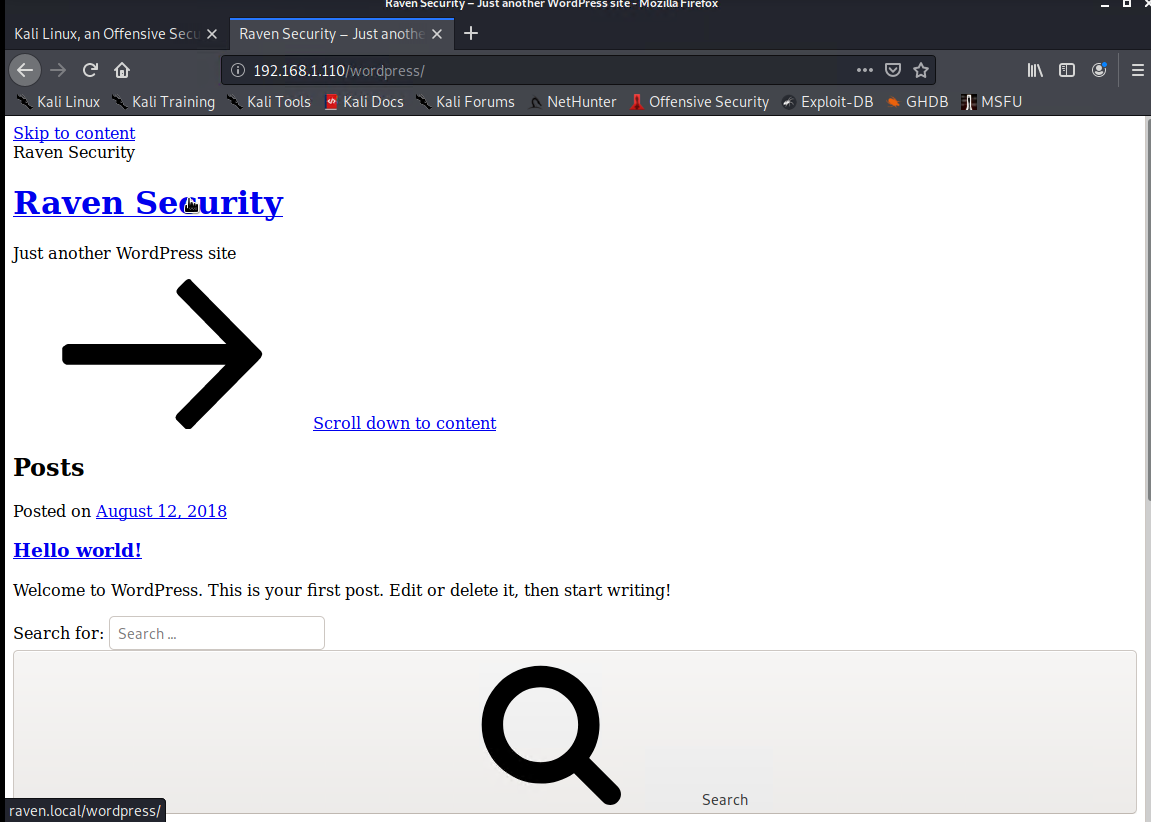 Raven Security – Just another WordPress site - Mozilla Firefox
Kali Linux, an Offensive Secu
Raven Security – Just anothe
192.168.1.110/wordpress/
Kali Linux Kali Training Kali Tools Kali Docs Kali Forums NetHunter Offensive Security Exploit-DB GHDB MSFU
Skip to content
Raven Security
Raven Security
Just another WordPress site
Scroll down to content
Posts
Posted on August 12, 2018
Hello world!
Welcome to WordPress. This is your first post. Edit or delete it, then start writing!
Search for: Search ...
Search
raven.local/wordpress/